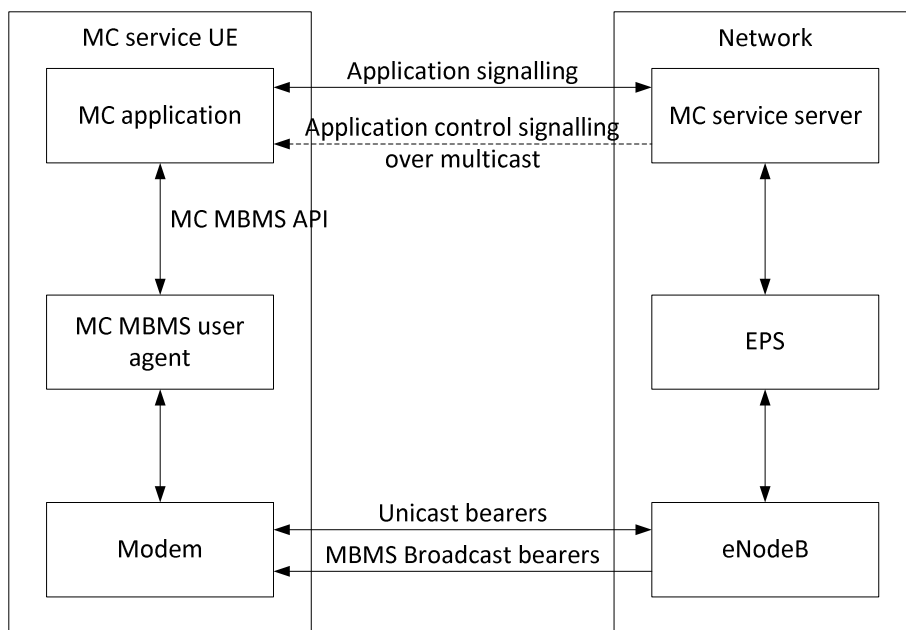 MC service UE
Network
MC application
Application signalling
MC service server
Application control signalling
over multicast
MC MBMS API
MC MBMS user
agent
EPS
Modem
Unicast bearers
MBMS Broadcast bearers
eNodeB